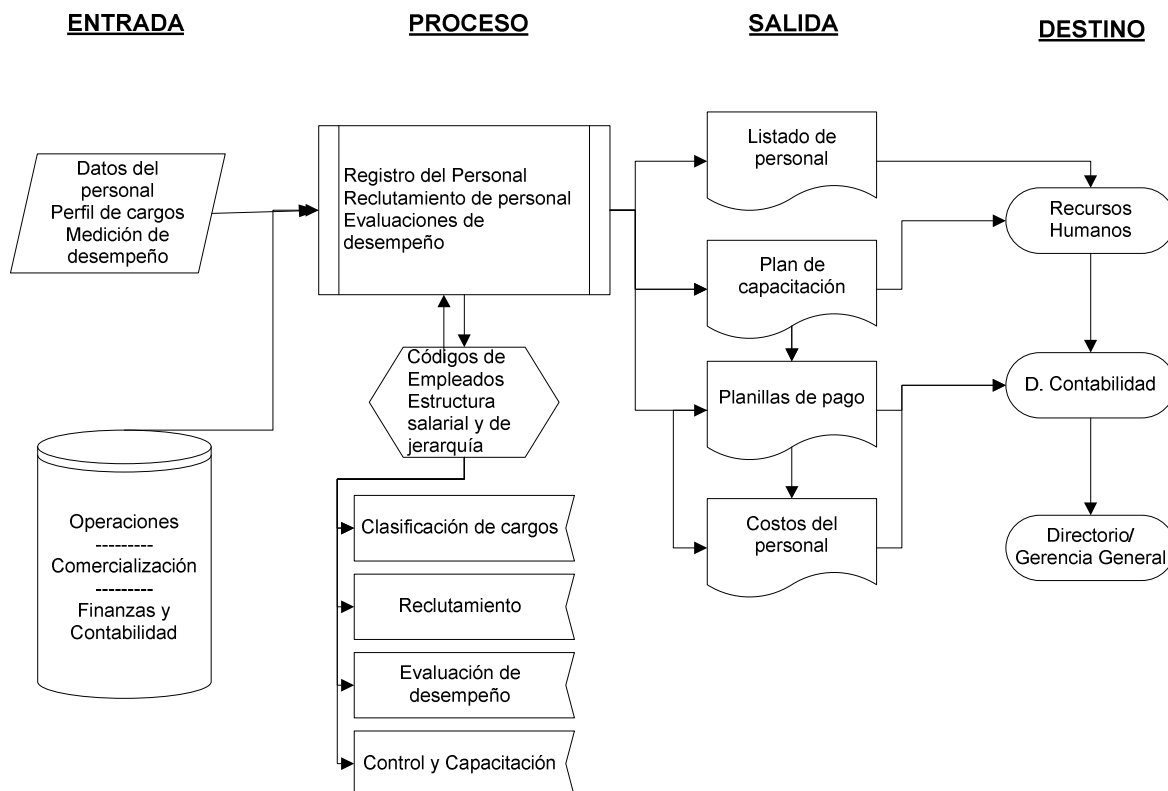 ENTRADA
PROCESO
SALIDA
DESTINO
Datos del
personal
Perfil de cargos
Medición de
desempeño
Operaciones
---------
Comercialización
---------
Finanzas y
Contabilidad
Registro del Personal
Reclutamiento de personal
Evaluaciones de
desempeño
Códigos de
Empleados
Estructura
salarial y de
jerarquía
Clasificación de cargos
Reclutamiento
Evaluación de
desempeño
Control y Capacitación
Listado de
personal
Plan de
capacitación
Planillas de pago
Costos del
personal
Recursos
Humanos
D. Contabilidad
Directorio/
Gerencia General